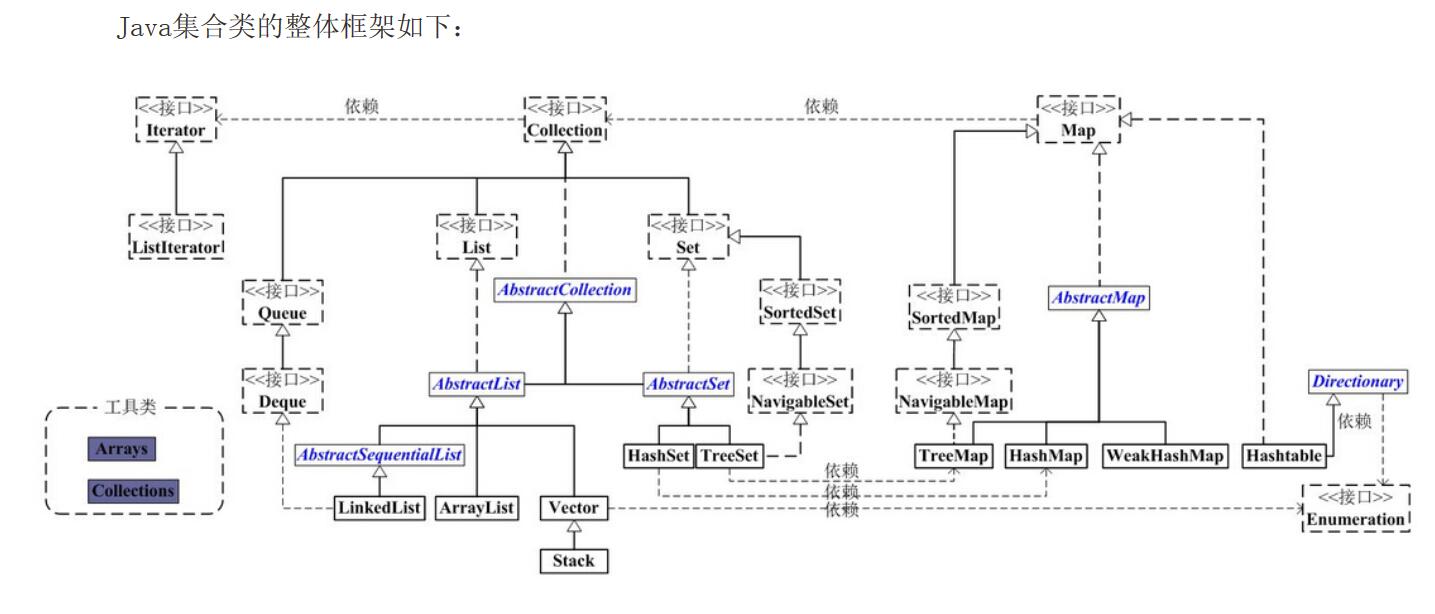 Java集合类的整体框架如下：
<<接口>>
Iterator
依赖
<<接口>>
Collection
依赖
<<接口>>
Map
<<接口>>
ListIterator
<<接口>>
List
<<接口>>
Set
<<接口>>
Queue
AbstractCollection
<<接口>>
SortedSet
<<接口>>
SortedMap
AbstractMap
<<接口>>
Deque
AbstractList
AbstractSet
<<接口>>
NavigableSet
<<接口>>
NavigableMap
Directionary
依赖
工具类
Arrays
Collections
AbstractSequentialList
HashSet
TreeSet
TreeMap
HashMap
WeakHashMap
Hashtable
依赖
依赖
依赖
LinkedList
ArrayList
Vector
<<接口>>
Enumeration
Stack